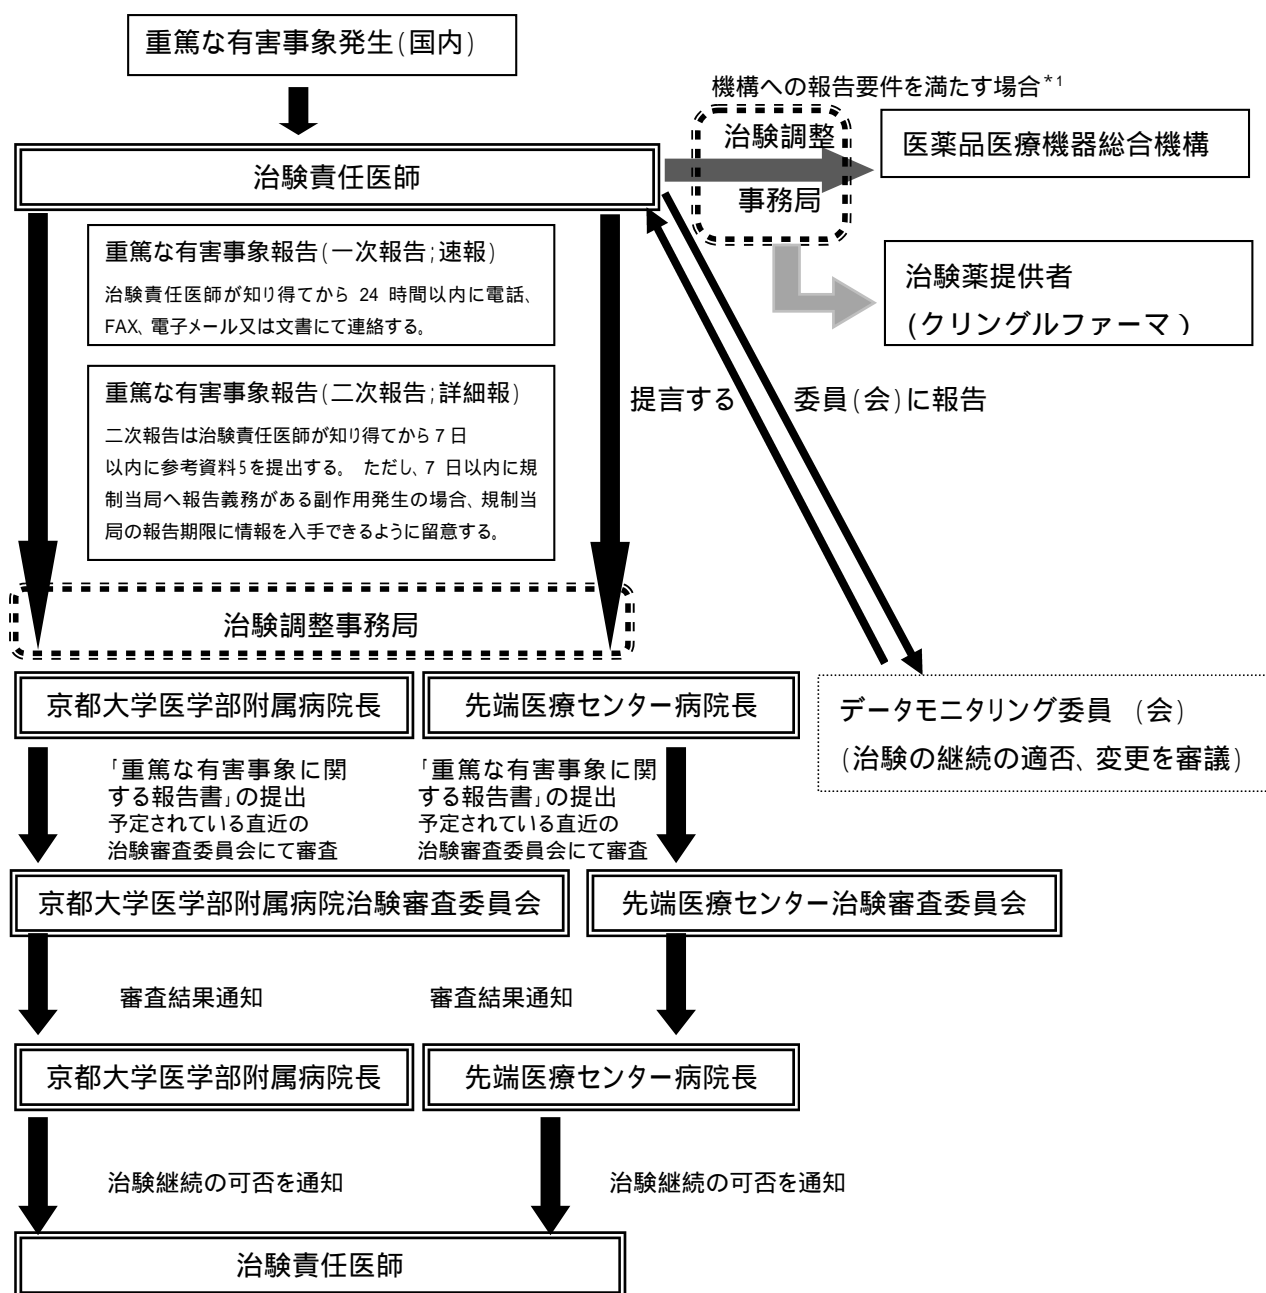 重篤な有害事象発生(国内)
機構への報告要件を満たす場合*1
治験調整
事務局
医薬品医療機器総合機構
治験責任医師
治験薬提供者
(クリングルファーマ)
重篤な有害事象報告(一次報告;速報)
治験責任医師が知り得てから 24 時間以内に電話、
FAX、電子メール又は文書にて連絡する。
重篤な有害事象報告(二次報告;詳細報)
二次報告は治験責任医師が知り得てから7日
以内に参考資料5を提出する。 ただし、7 日以内に規
制当局へ報告義務がある副作用発生の場合、規制当
局の報告期限に情報を入手できるように留意する。
提言する
委員(会)に報告
治験調整事務局
京都大学医学部附属病院長
先端医療センター病院長
データモニタリング委員 (会)
(治験の継続の適否、変更を審議)
「重篤な有害事象に関
する報告書」の提出
予定されている直近の
治験審査委員会にて審査
「重篤な有害事象に関
する報告書」の提出
予定されている直近の
治験審査委員会にて審査
京都大学医学部附属病院治験審査委員会
先端医療センター治験審査委員会
審査結果通知
審査結果通知
京都大学医学部附属病院長
先端医療センター病院長
治験継続の可否を通知
治験継続の可否を通知
治験責任医師